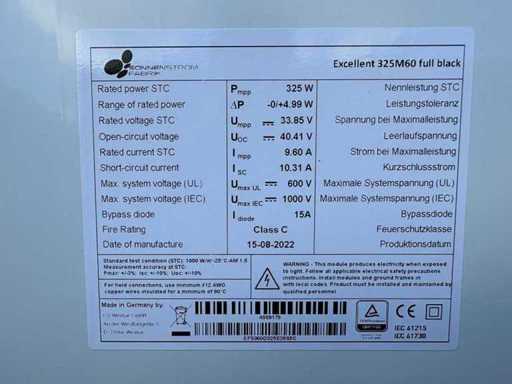 SONNENSTROM
FABRIK
Excellent 325M60 full black
Rated power STC Pmpp 325 W Nennleistung STC
Range of rated power ΔP -0/+4.99 W Leistungstoleranz
Rated voltage STC Umpp 33.85 V Spannung bei Maximalleistung
Open-circuit voltage UOC 40.41 V Leerlaufspannung
Rated current STC Impp 9.60 A Strom bei Maximalleistung
Short-circuit current ISC 10.31 A Kurzschlussstrom
Max. system voltage (UL) Umax UL 600 V Maximale Systemspannung (UL)
Max. system voltage (IEC) Umax IEC 1000 V Maximale Systemspannung (IEC)
Bypass diode Idiode 15A Bypassdiode
Fire Rating Class C Feuerschutzklasse
Date of manufacture 15-08-2022 Produktionsdatum
Standard test condition (STC): 1000 W/m²-25°C-AM 1.5
Measurement accuracy at STC:
Pmax: +/-3%; Isc: +/-10% Uoc: +/-10%
For field connections, use minimum #12 AWG
copper wires insulated for a minimum of 90°C
WARNING - This module produces electricity when exposed
to light. Follow all applicable electrical safety precautions.
Install and earth grounded frames in
with local codes. Product must be installed and maintained
by qualified personnel.
Made in Germany by:
IEC 61215
IEC 61730